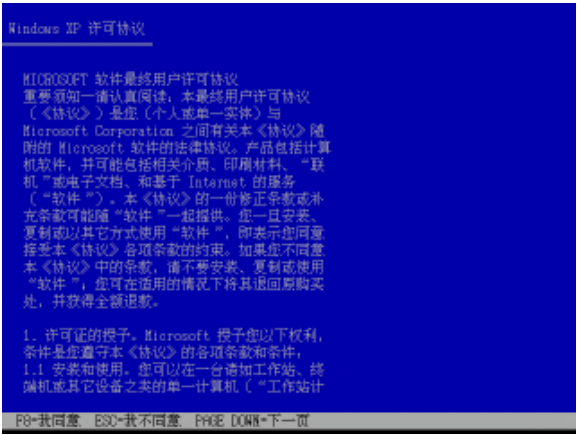 Windows XP 许可协议
MICROSOFT 软件最终用户许可协议
重要须知—请认真阅读：本最终用户许可协议
（《协议》）是您（个人或单一实体）与
Microsoft Corporation 之间有关本《协议》随
附的 Microsoft 软件的法律协议。产品包括计算
机软件，并可能包括相关介质、印刷材料、“联
机”或电子文档、和基于 Internet 的服务
（“软件”）。本《协议》的一份修正条款或补
充条款可能随“软件”一起提供。您一旦安装、
复制或以其它方式使用“软件”，即表示您同意
接受本《协议》各项条款的约束。如果您不同意
本《协议》中的条款，请不要安装、复制或使用
“软件”；您可在适用的情况下将其退回原购买
处，并获得全额退款。
1. 许可证的授予。Microsoft 授予您以下权利，
条件是您遵守本《协议》的各项条款和条件：
1.1 安装和使用。您可以在一台诸如工作站、终
端机或其它设备之类的单一计算机（“工作站计
F8=我同意 ESC=我不同意 PAGE DOWN=下一页